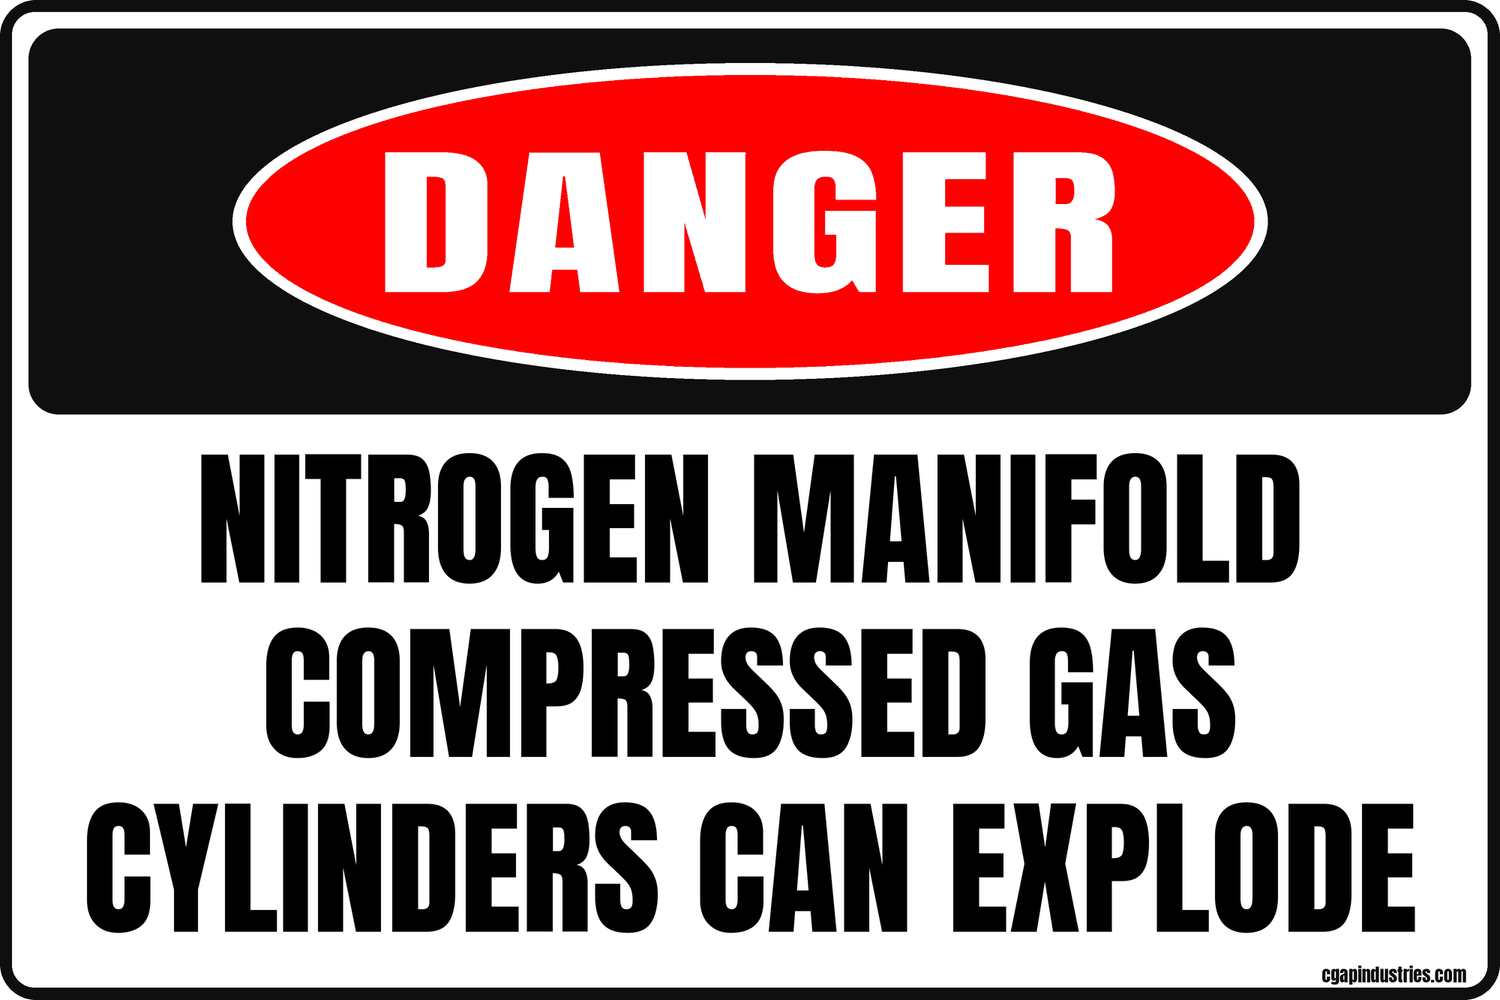 DANGER
NITROGEN MANIFOLD
COMPRESSED GAS
CYLINDERS CAN EXPLODE
cgapindustries.com